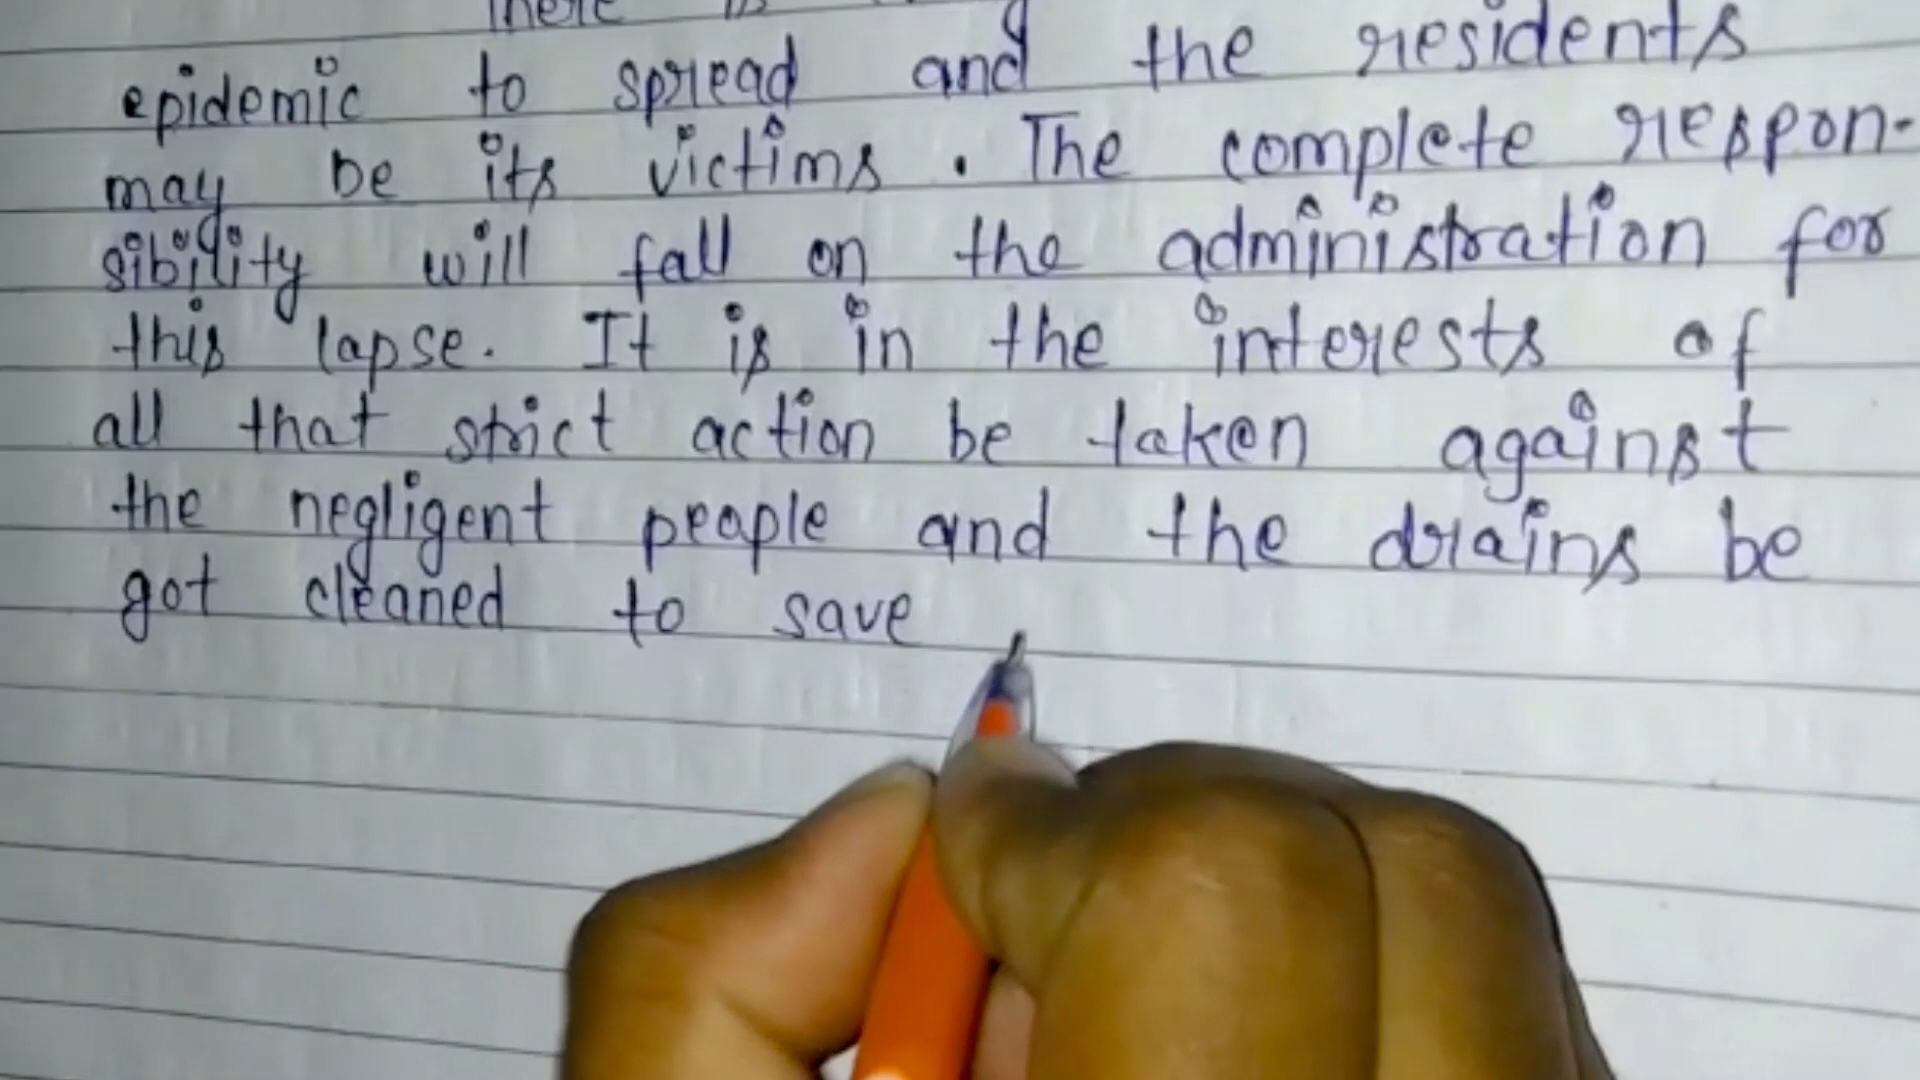 There is
epidemic to spread and the residents
may be its victims. The complete respon-
sibility will fall on the administration for
this lapse. It is in the interests of
all that strict action be taken against
the negligent people and the drains be
got cleaned to save